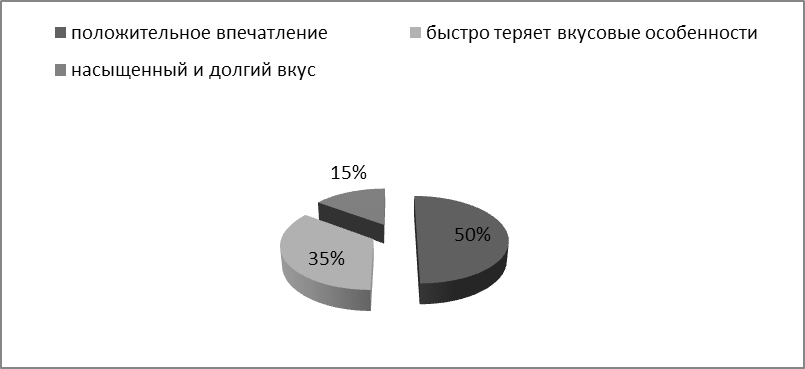 положительное впечатление
быстро теряет вкусовые особенности
насыщенный и долгий вкус
15%
50%
35%